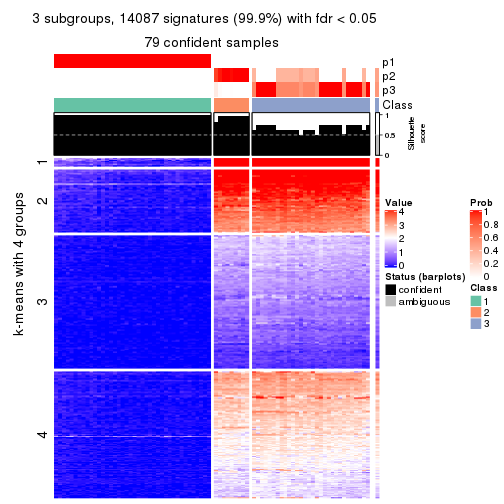 3 subgroups, 14087 signatures (99.9%) with fdr < 0.05
79 confident samples
p1
p2
p3
Class
1
0.5
0
Silhouette
score
k-means with 4 groups
1
2
3
4
Value
4
3
2
1
0
Status (barplots)
confident
ambiguous
Prob
1
0.8
0.6
0.4
0.2
0
Class
1
2
3